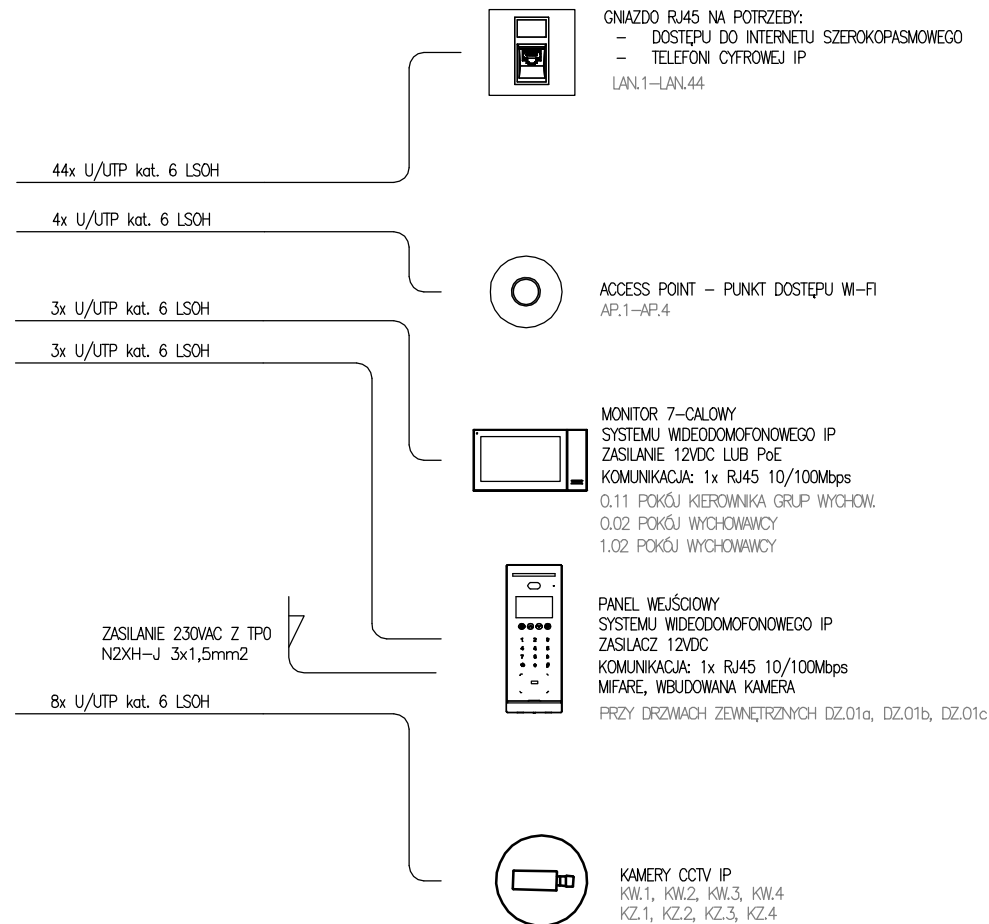 GNIAZDO RJ45 NA POTRZEBY:
– DOSTĘPU DO INTERNETU SZEROKOPASMOWEGO
– TELEFONI CYFROWEJ IP
LAN.1–LAN.44
44x U/UTP kat. 6 LSOH
4x U/UTP kat. 6 LSOH
ACCESS POINT – PUNKT DOSTĘPU WI–FI
AP.1–AP.4
3x U/UTP kat. 6 LSOH
3x U/UTP kat. 6 LSOH
MONITOR 7–CALOWY
SYSTEMU WIDEODOMOFONOWEGO IP
ZASILANIE 12VDC LUB PoE
KOMUNIKACJA: 1x RJ45 10/100Mbps
0.11 POKÓJ KIEROWNIKA GRUP WYCHOW.
0.02 POKÓJ WYCHOWAWCY
1.02 POKÓJ WYCHOWAWCY
PANEL WEJŚCIOWY
SYSTEMU WIDEODOMOFONOWEGO IP
ZASILACZ 12VDC
KOMUNIKACJA: 1x RJ45 10/100Mbps
MIFARE, WBUDOWANA KAMERA
PRZY DRZWIACH ZEWNĘTRZNYCH DZ.01a, DZ.01b, DZ.01c
ZASILANIE 230VAC Z TP0
N2XH–J 3x1,5mm2
8x U/UTP kat. 6 LSOH
KAMERY CCTV IP
KW.1, KW.2, KW.3, KW.4
KZ.1, KZ.2, KZ.3, KZ.4